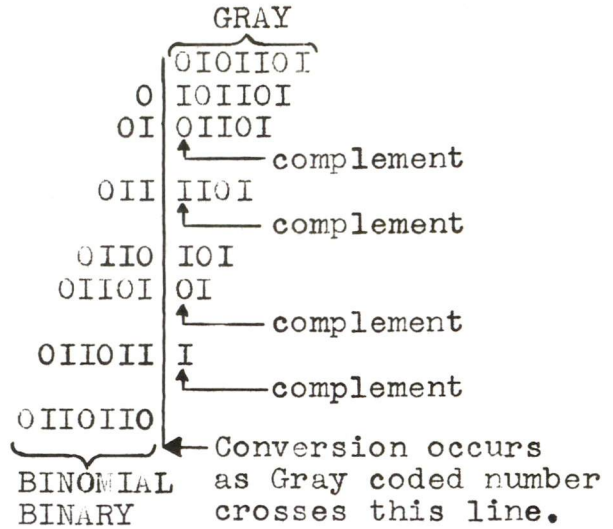 GRAY
OIOIIOI
O IOIIOI
OI OIIOI
complement
OII IIOI
complement
OIIO IOI
OIIOI OI
complement
OIIOII I
complement
OIIOIIO
Conversion occurs
BINOMIAL as Gray coded number
BINARY crosses this line.